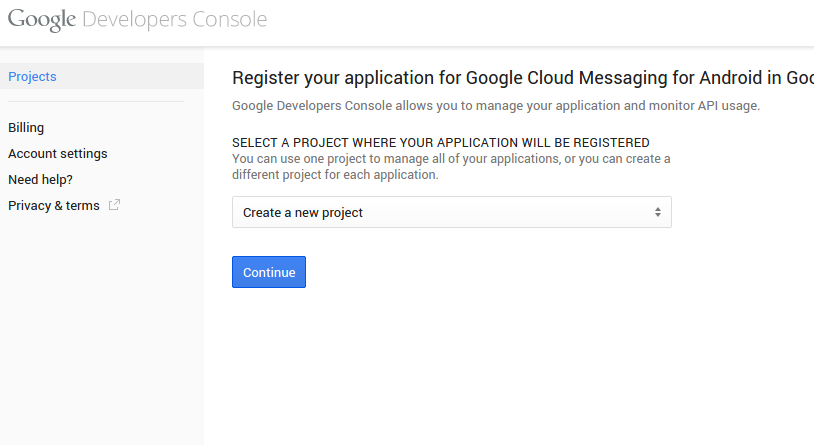 Google Developers Console
Projects
Billing
Account settings
Need help?
Privacy & terms
Register your application for Google Cloud Messaging for Android in
Google Developers Console allows you to manage your application and monitor API usage.
SELECT A PROJECT WHERE YOUR APPLICATION WILL BE REGISTERED
You can use one project to manage all of your applications, or you can create a
different project for each application.
Create a new project
Continue